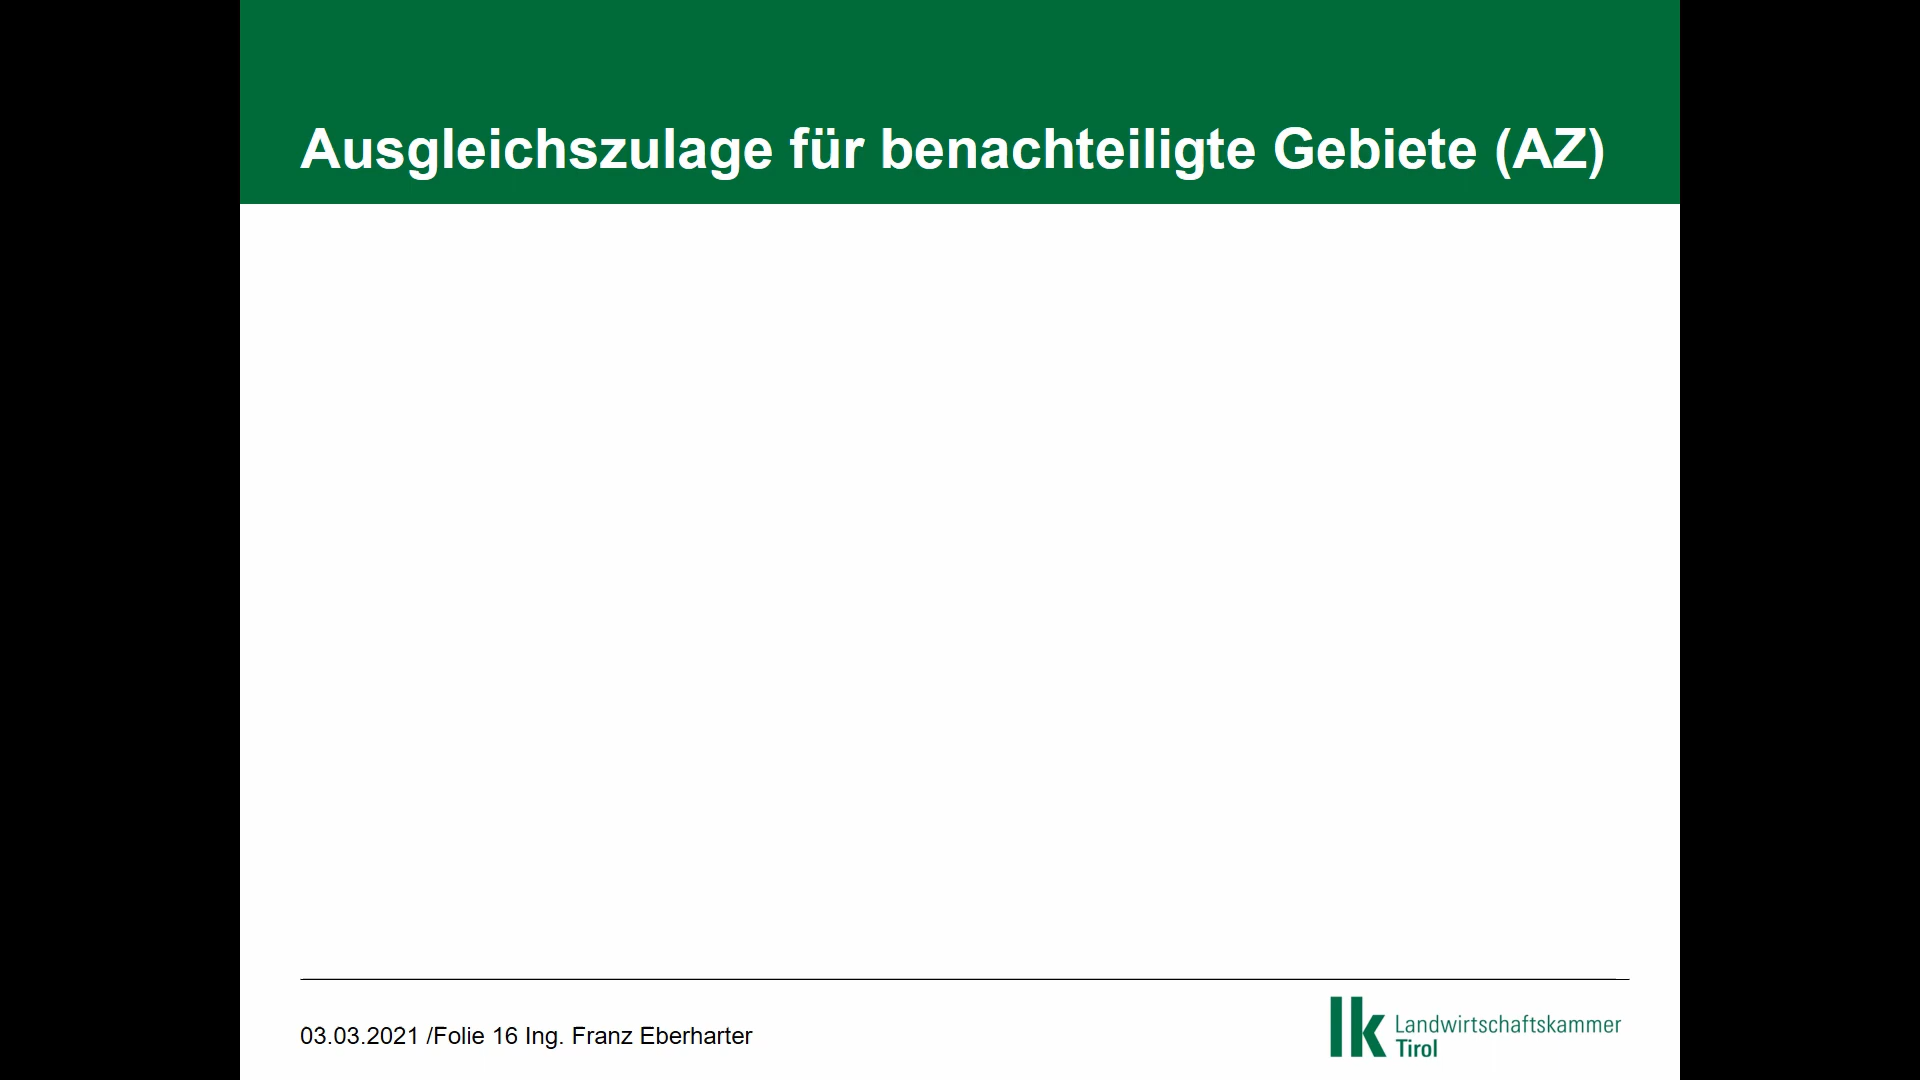 Ausgleichszulage für benachteiligte Gebiete (AZ)
03.03.2021 /Folie 16 Ing. Franz Eberharter
lk Landwirtschaftskammer
Tirol